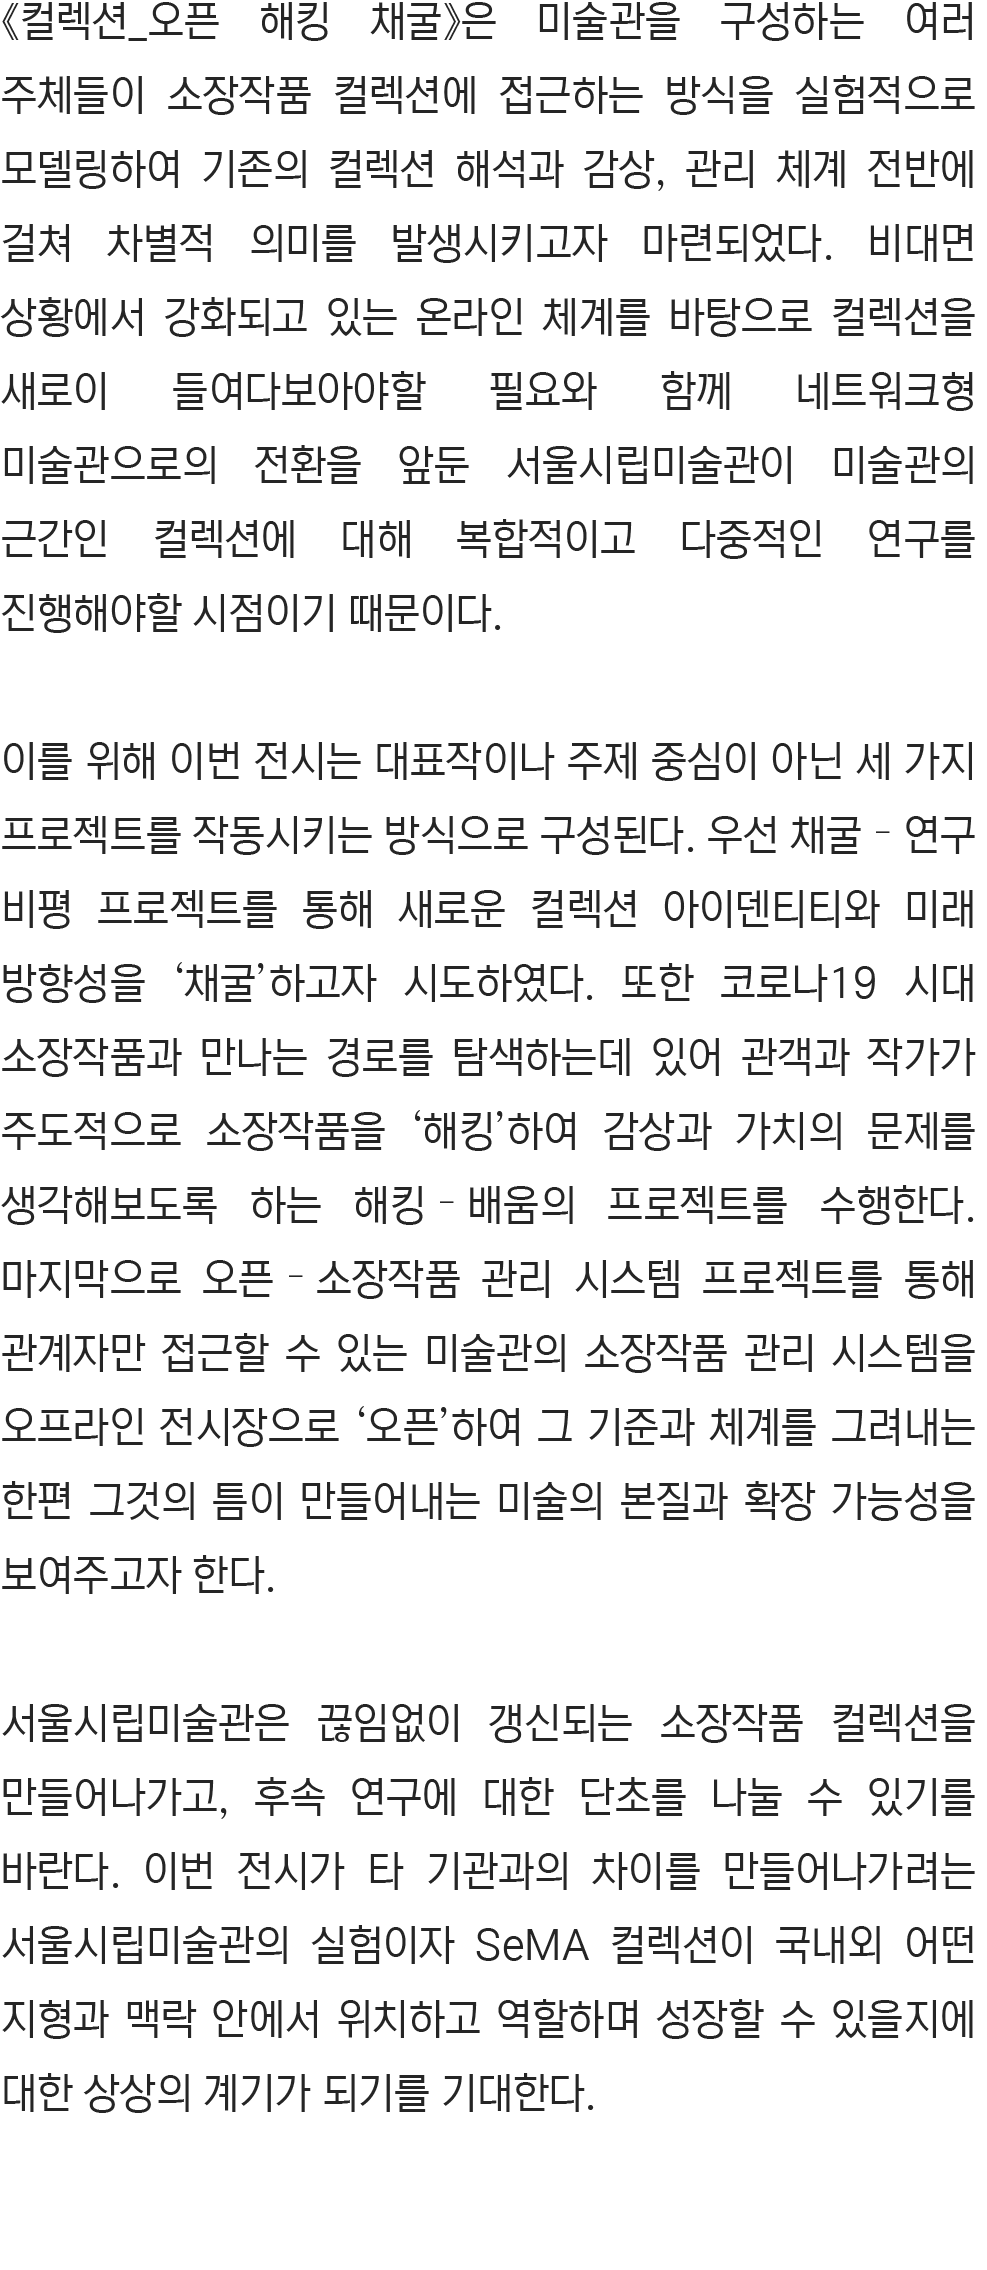 《컬렉션_오픈 해킹 채굴》은 미술관을 구성하는 여러
주체들이 소장작품 컬렉션에 접근하는 방식을 실험적으로
모델링하여 기존의 컬렉션 해석과 감상, 관리 체계 전반에
걸쳐 차별적 의미를 발생시키고자 마련되었다. 비대면
상황에서 강화되고 있는 온라인 체계를 바탕으로 컬렉션을
새로이 들여다보아야할 필요와 함께 네트워크형
미술관으로의 전환을 앞둔 서울시립미술관이 미술관의
근간인 컬렉션에 대해 복합적이고 다중적인 연구를
진행해야할 시점이기 때문이다.

이를 위해 이번 전시는 대표작이나 주제 중심이 아닌 세 가지
프로젝트를 작동시키는 방식으로 구성된다. 우선 채굴‐연구
비평 프로젝트를 통해 새로운 컬렉션 아이덴티티와 미래
방향성을 ‘채굴’하고자 시도하였다. 또한 코로나19 시대
소장작품과 만나는 경로를 탐색하는데 있어 관객과 작가가
주도적으로 소장작품을 ‘해킹’하여 감상과 가치의 문제를
생각해보도록 하는 해킹‐배움의 프로젝트를 수행한다.
마지막으로 오픈‐소장작품 관리 시스템 프로젝트를 통해
관계자만 접근할 수 있는 미술관의 소장작품 관리 시스템을
오프라인 전시장으로 ‘오픈’하여 그 기준과 체계를 그려내는
한편 그것의 틈이 만들어내는 미술의 본질과 확장 가능성을
보여주고자 한다.

서울시립미술관은 끊임없이 갱신되는 소장작품 컬렉션을
만들어나가고, 후속 연구에 대한 단초를 나눌 수 있기를
바란다. 이번 전시가 타 기관과의 차이를 만들어나가려는
서울시립미술관의 실험이자 SeMA 컬렉션이 국내외 어떤
지형과 맥락 안에서 위치하고 역할하며 성장할 수 있을지에
대한 상상의 계기가 되기를 기대한다.